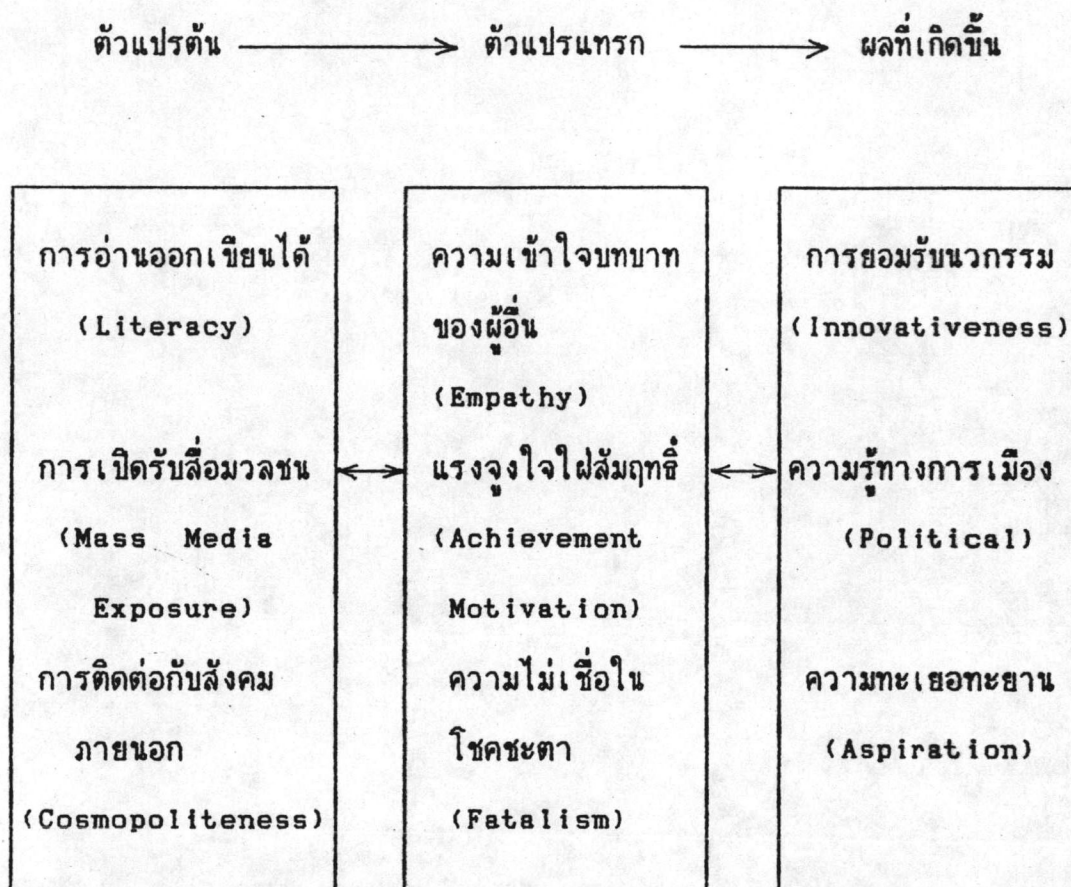 ตัวแปรต้น ตัวแปรแทรก ผลที่เกิดขึ้น
การอ่านออกเขียนได้
(Literacy)
การเปิดรับสื่อมวลชน
(Mass Media
Exposure)
การติดต่อกับสังคม
ภายนอก
(Cosmopoliteness)
ความเข้าใจบทบาท
ของผู้อื่น
(Empathy)
แรงจูงใจใฝ่สัมฤทธิ์
(Achievement
Motivation)
ความไม่เชื่อใน
โชคชะตา
(Fatalism)
การยอมรับนวกรรม
(Innovativeness)
ความรู้ทางการเมือง
(Political)
ความทะเยอทะยาน
(Aspiration)